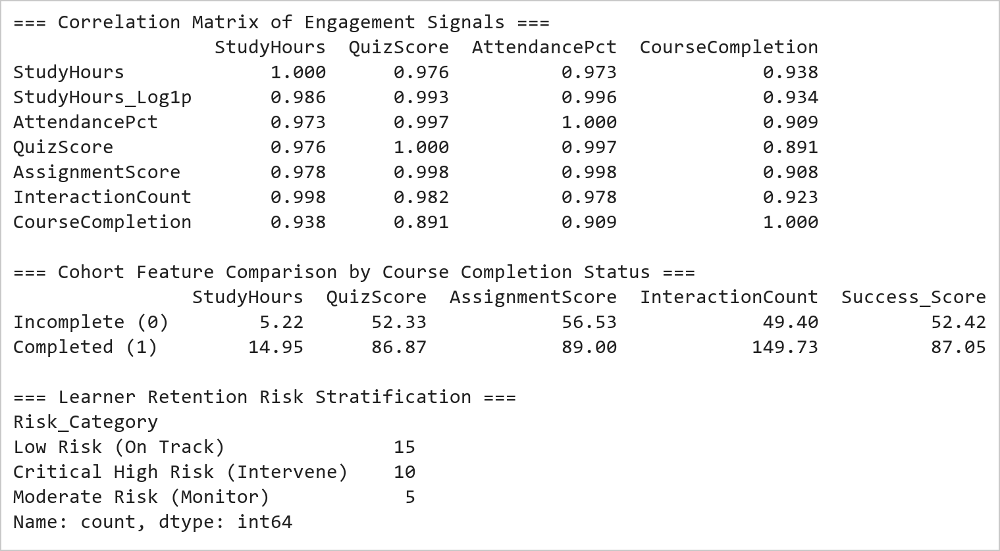 === Correlation Matrix of Engagement Signals ===
                  StudyHours  QuizScore  AttendancePct  CourseCompletion
StudyHours             1.000      0.976          0.973             0.938
StudyHours_Log1p       0.986      0.993          0.996             0.934
AttendancePct          0.973      0.997          1.000             0.909
QuizScore              0.976      1.000          0.997             0.891
AssignmentScore        0.978      0.998          0.998             0.908
InteractionCount       0.998      0.982          0.978             0.923
CourseCompletion       0.938      0.891          0.909             1.000

=== Cohort Feature Comparison by Course Completion Status ===
                StudyHours  QuizScore  AssignmentScore  InteractionCount  Success_Score
Incomplete (0)        5.22      52.33            56.53             49.40          52.42
Completed (1)        14.95      86.87            89.00            149.73          87.05

=== Learner Retention Risk Stratification ===
Risk_Category
Low Risk (On Track)               15
Critical High Risk (Intervene)    10
Moderate Risk (Monitor)            5
Name: count, dtype: int64